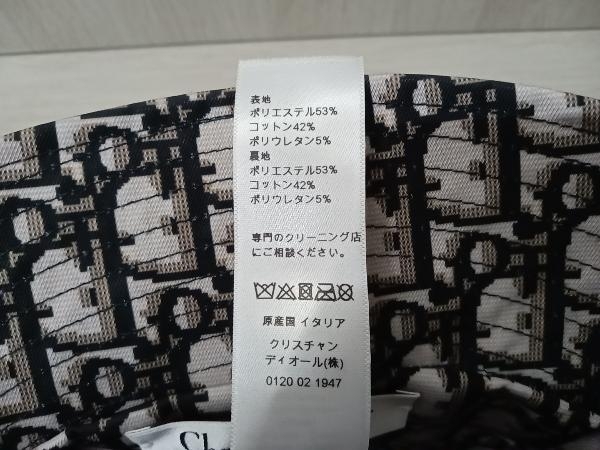 表地
ポリエステル53%
コットン42%
ポリウレタン5%
裏地
ポリエステル53%
コットン42%
ポリウレタン5%
専門のクリーニング店
にご相談ください。
原産国 イタリア
クリスチャン
ディオール(株)
0120 02 1947